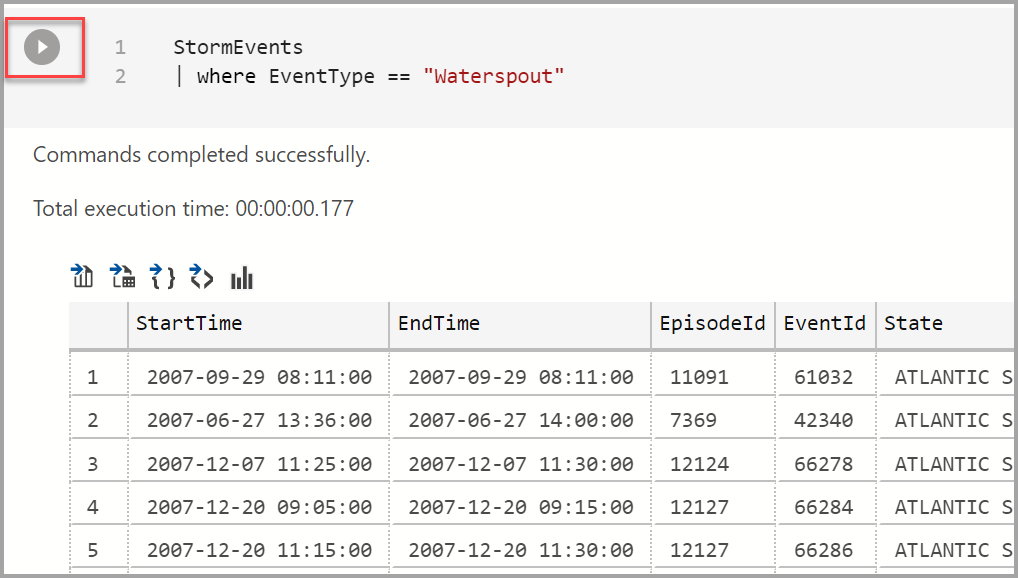 1 StormEvents
2 | where EventType == "Waterspout"
Commands completed successfully.
Total execution time: 00:00:00.177
StartTime EndTime EpisodeId EventId State
1 2007-09-29 08:11:00 2007-09-29 08:11:00 11091 61032 ATLANTIC S
2 2007-06-27 13:36:00 2007-06-27 14:00:00 7369 42340 ATLANTIC S
3 2007-12-07 11:25:00 2007-12-07 11:30:00 12124 66278 ATLANTIC S
4 2007-12-20 09:05:00 2007-12-20 09:15:00 12127 66284 ATLANTIC S
5 2007-12-20 11:15:00 2007-12-20 11:30:00 12127 66286 ATLANTIC S